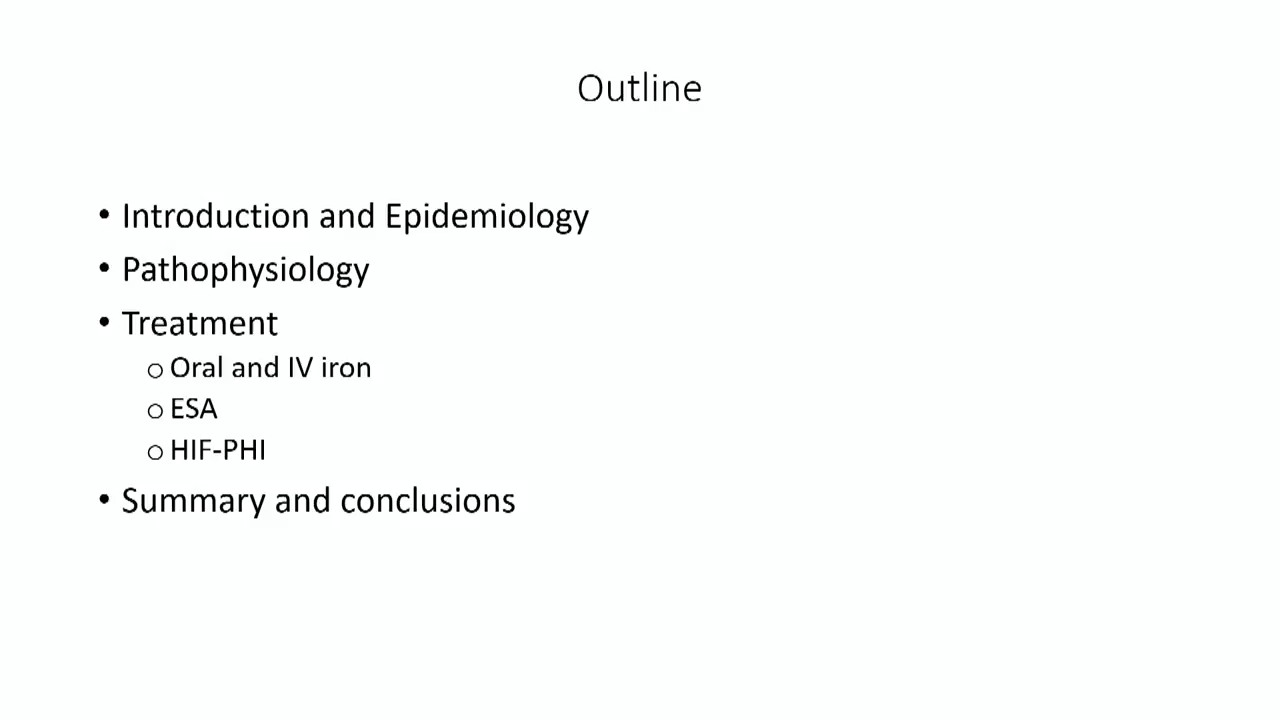 Outline
• Introduction and Epidemiology
• Pathophysiology
• Treatment
o Oral and IV iron
o ESA
o HIF-PHI
• Summary and conclusions